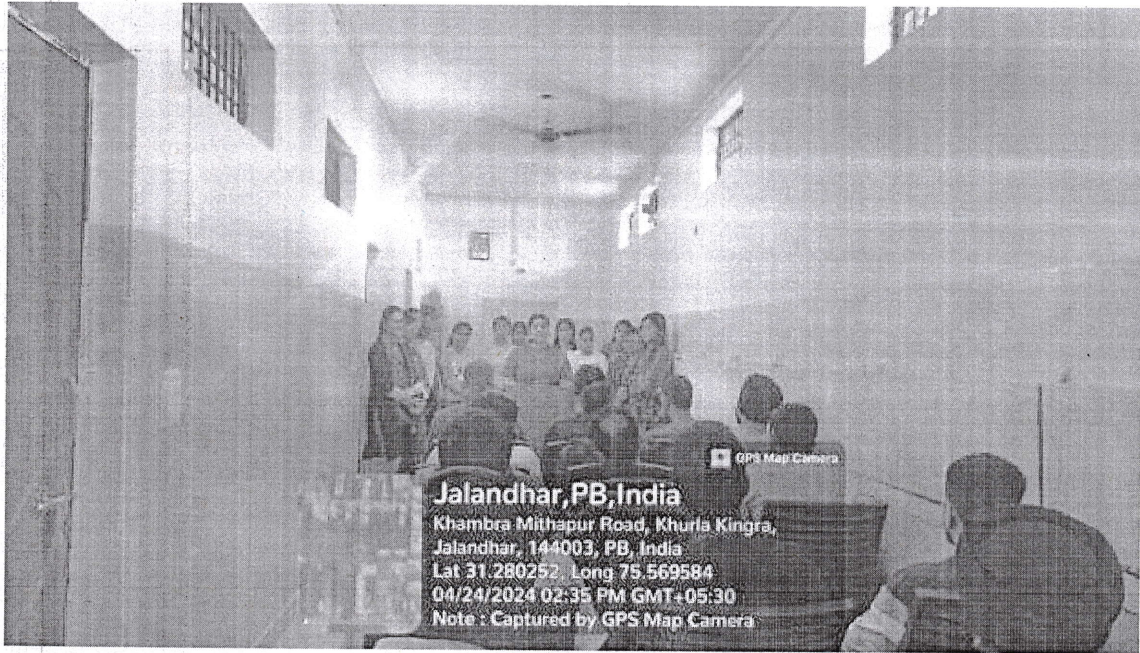 GPS Map Camera
Jalandhar,PB,India
Khambra Mithapur Road, Khurla Kingra,
Jalandhar, 144003, PB, India
Lat 31.280252, Long 75.569584
04/24/2024 02:35 PM GMT+05:30
Note : Captured by GPS Map Camera